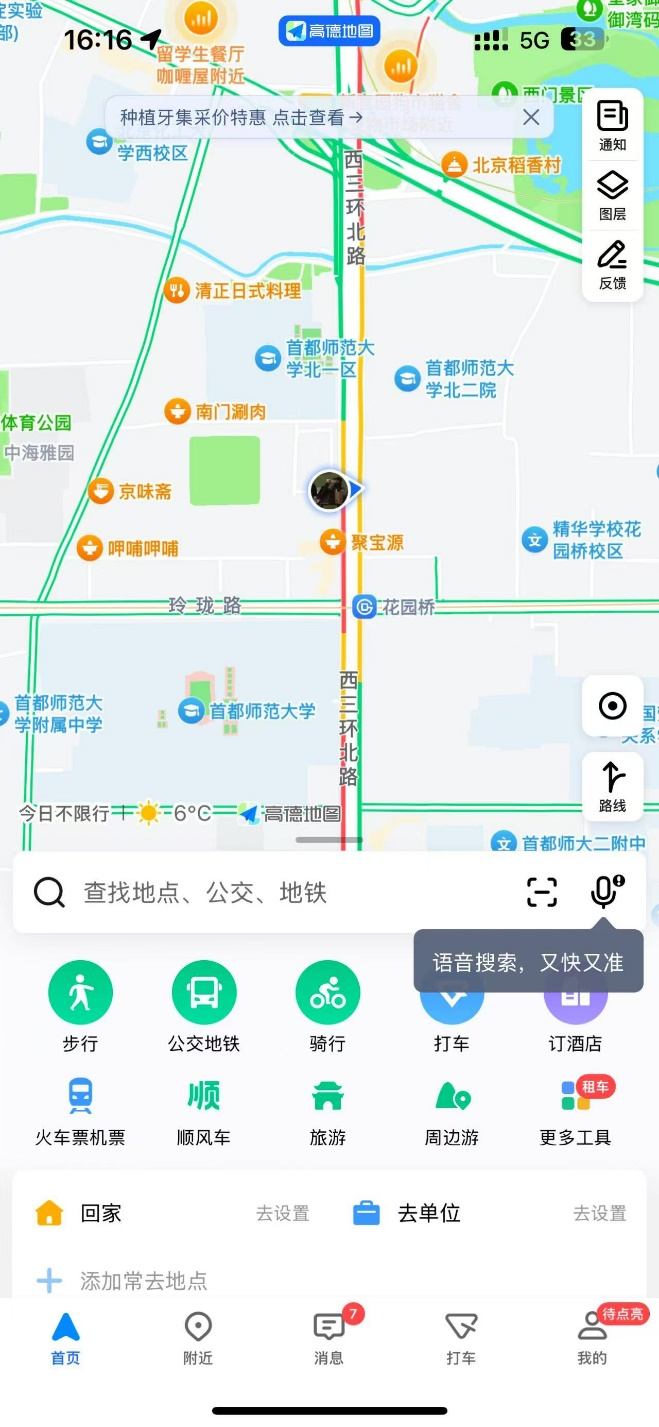 定实验
部)
16:16
高德地图
5G
33
御湾码
留学生餐厅
咖喱屋附近
西门景区
种植牙集采价特惠 点击查看→
学西校区
通知
图层
反馈
西三环北路
北京稻香村
清正日式料理
首都师范大
学北一区
首都师范大
学北二院
南门涮肉
体育公园
中海雅园
京味斋
呷哺呷哺
聚宝源
精华学校花
园桥校区
玲珑路
花园桥
首都师范大
学附属中学
首都师范大学
西三环北路
路线
今日不限行
6°C
高德地图
首都师大二附中
查找地点、公交、地铁
语音搜索，又快又准
步行
公交地铁
骑行
打车
订酒店
火车票机票
顺
顺风车
旅游
周边游
租车
更多工具
回家
去设置
去单位
去设置
添加常去地点
首页
附近
7
消息
打车
待点亮
我的